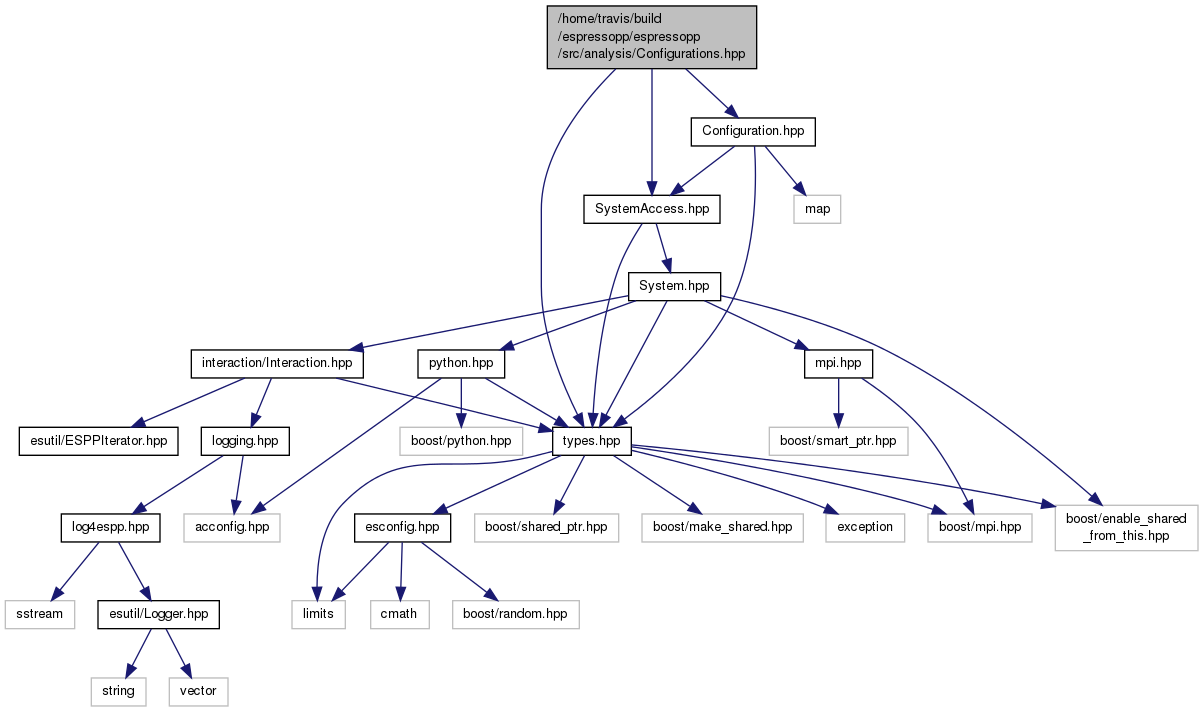 /home/travis/build
/espressopp/espressopp
/src/analysis/Configurations.hpp
Configuration.hpp
SystemAccess.hpp
map
System.hpp
interaction/Interaction.hpp
python.hpp
mpi.hpp
esutil/ESPPIterator.hpp
logging.hpp
boost/python.hpp
types.hpp
boost/smart_ptr.hpp
log4espp.hpp
acconfig.hpp
esconfig.hpp
boost/shared_ptr.hpp
boost/make_shared.hpp
exception
boost/mpi.hpp
boost/enable_shared
_from_this.hpp
sstream
esutil/Logger.hpp
limits
cmath
boost/random.hpp
string
vector